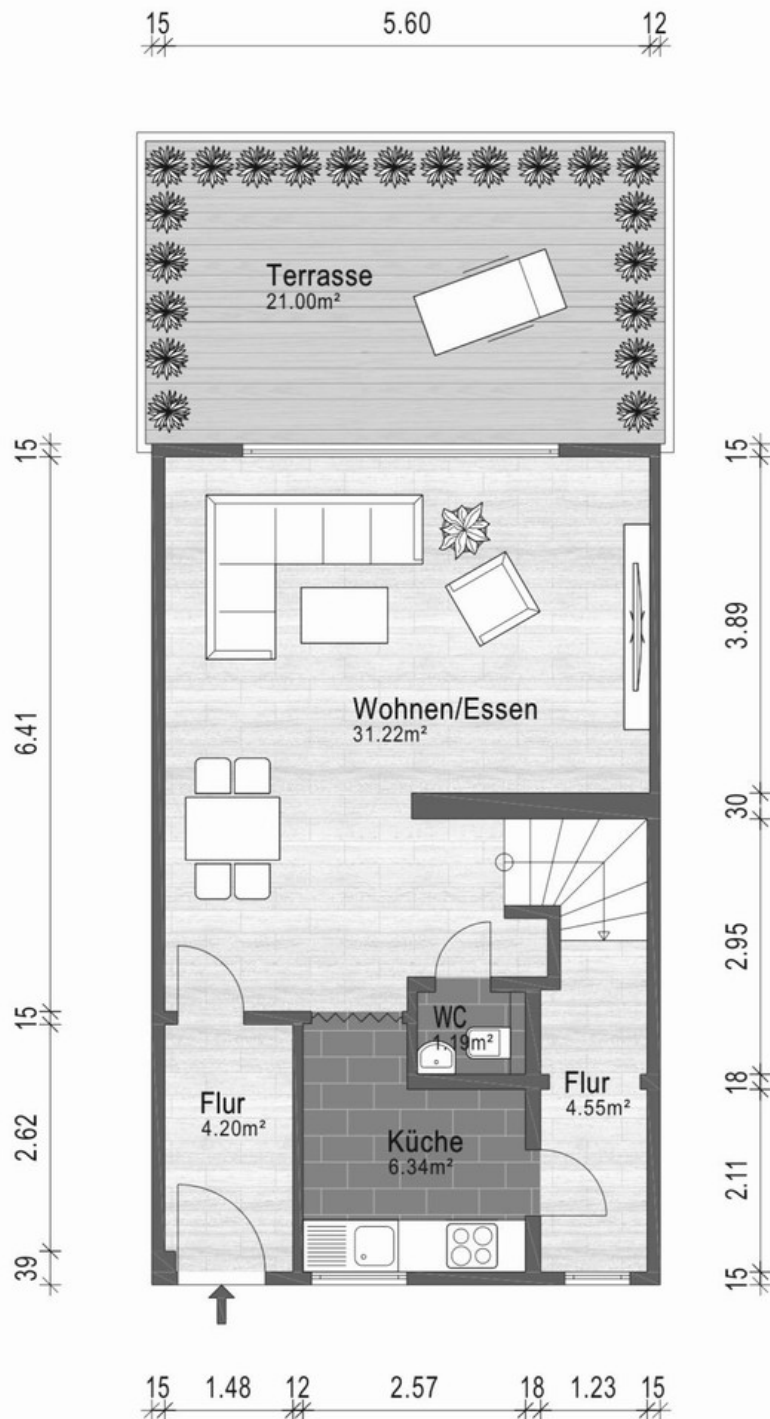 15 5.60 12
Terrasse
21.00m²
15
6.41
15
2.62
39
15
3.89
30
2.95
18
2.11
15
Wohnen/Essen
31.22m²
WC
1.19m²
Flur
4.20m²
Flur
4.55m²
Küche
6.34m²
15 1.48 12 2.57 18 1.23 15